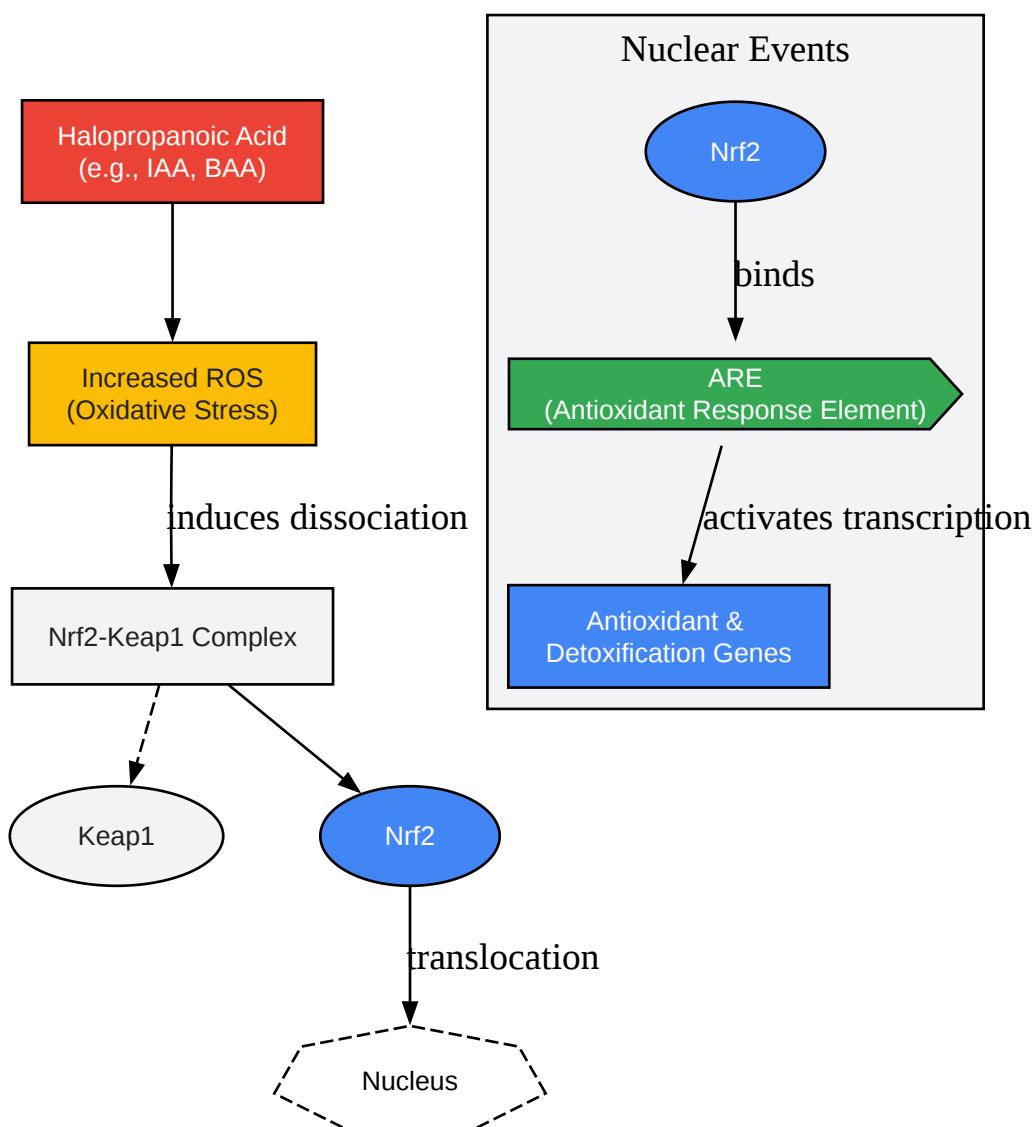 Halopropanoic Acid
(e.g., IAA, BAA)
Increased ROS
(Oxidative Stress)
induces dissociation
Nrf2-Keap1 Complex
Keap1
Nrf2
translocation
Nucleus
Nuclear Events
Nrf2
binds
ARE
(Antioxidant Response Element)
activates transcription
Antioxidant &
Detoxification Genes